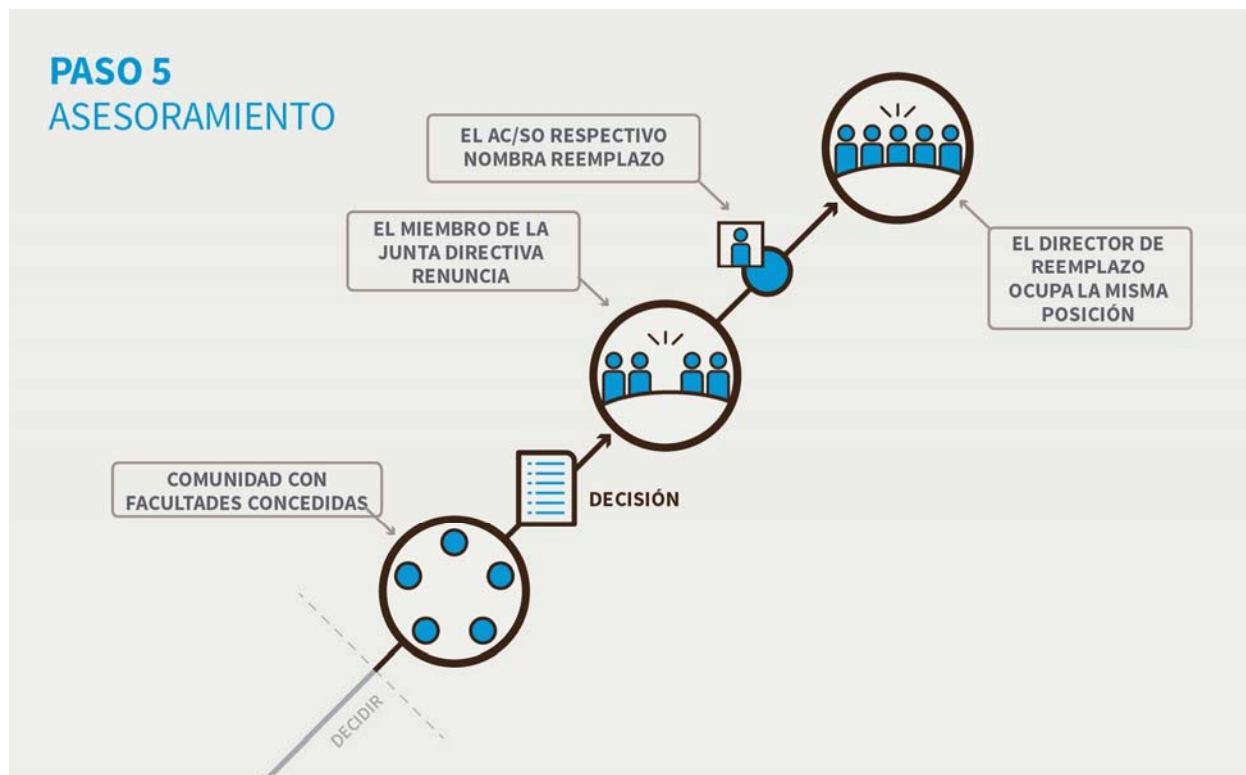 PASO 5
ASESORAMIENTO
EL AC/SO RESPECTIVO
NOMBRA REEMPLAZO
EL MIEMBRO DE LA
JUNTA DIRECTIVA
RENUNCIA
EL DIRECTOR DE
REEMPLAZO
OCUPA LA MISMA
POSICIÓN
COMUNIDAD CON
FACULTADES CONCEDIDAS
DECISIÓN
DECIDIR